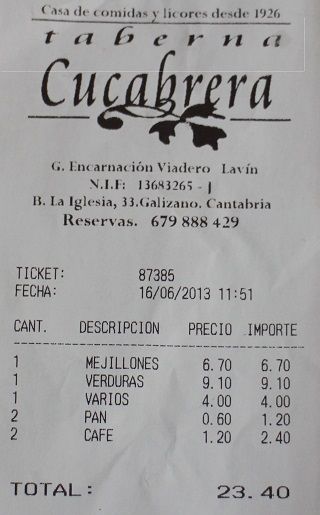 Casa de comidas y licores desde 1926
taberna
Cucabrera
G. Encarnación Viadero Lavín
N.I.F: 13683265 - J
B. La Iglesia, 33.Galizano. Cantabria
Reservas. 679 888 429
TICKET: 87385
FECHA: 16/06/2013 11:51
CANT. DESCRIPCION PRECIO IMPORTE
1 MEJILLONES 6.70 6.70
1 VERDURAS 9.10 9.10
1 VARIOS 4.00 4.00
2 PAN 0.60 1.20
2 CAFE 1.20 2.40
TOTAL: 23.40